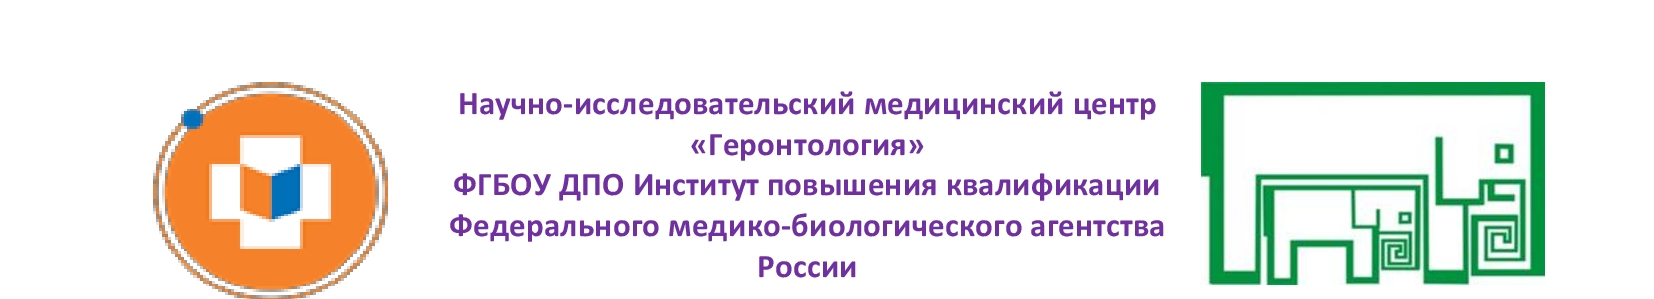 Научно-исследовательский медицинский центр
«Геронтология»
ФГБОУ ДПО Институт повышения квалификации
Федерального медико-биологического агентства
России